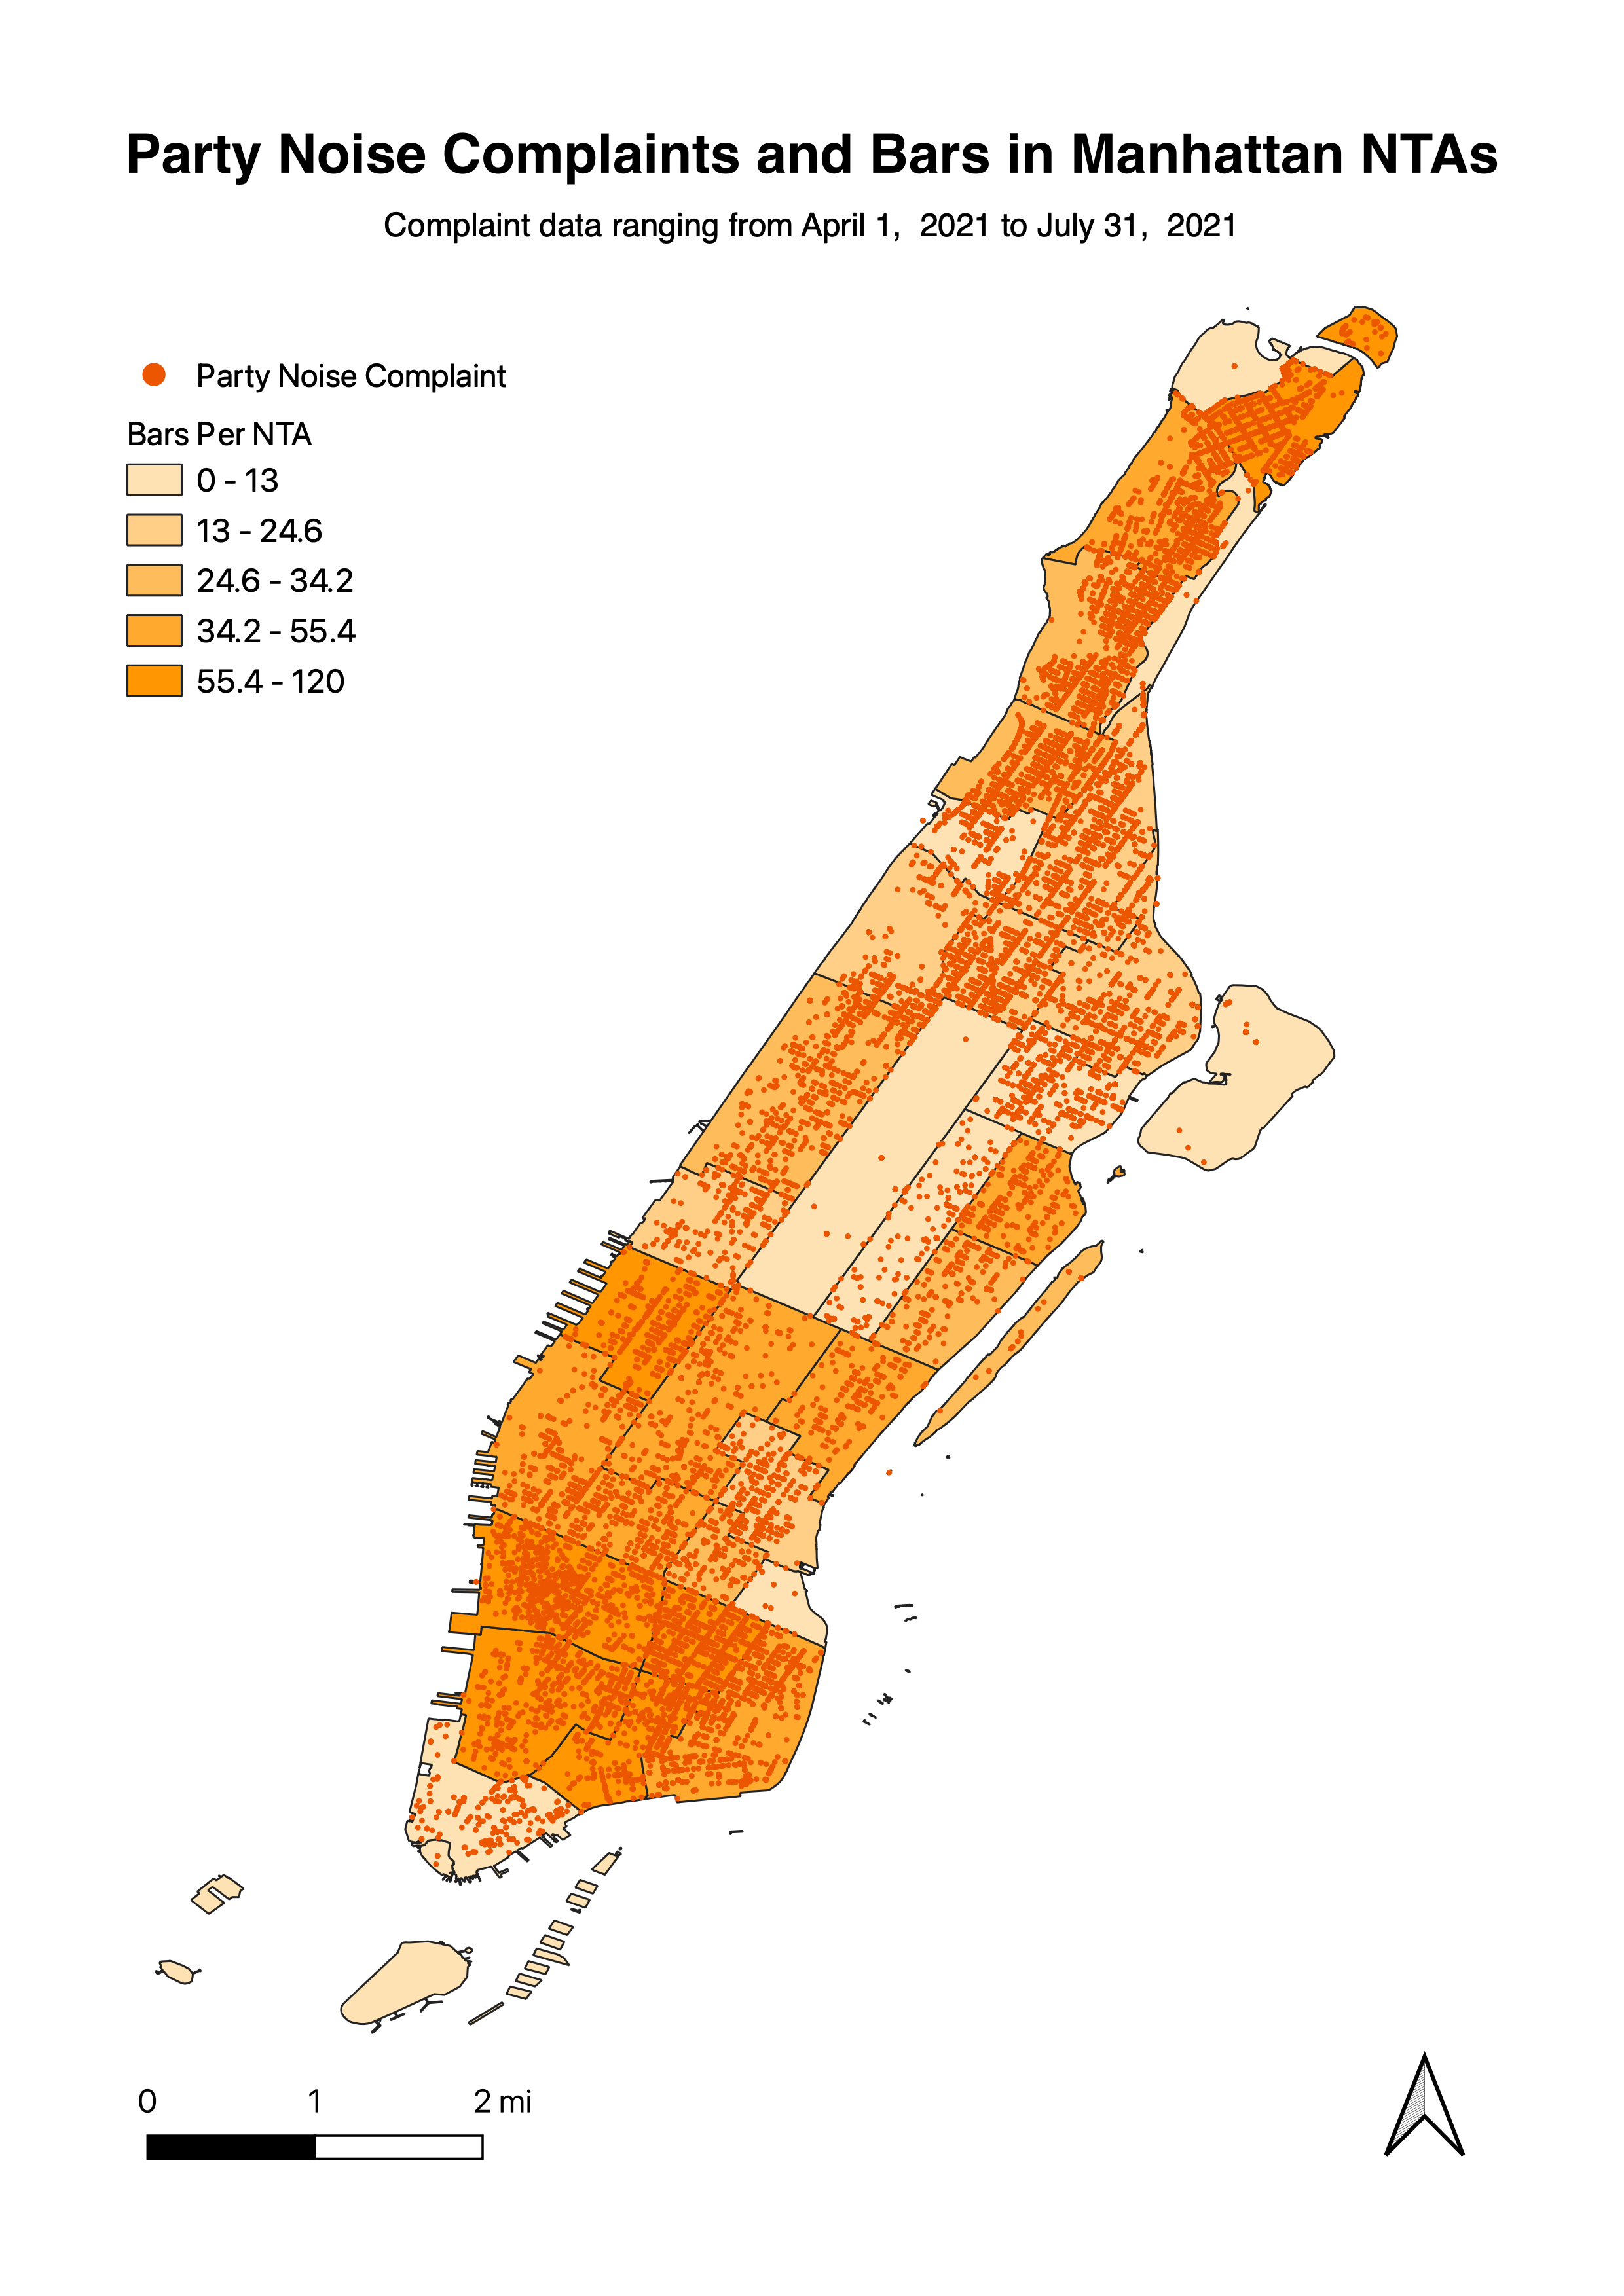 Party Noise Complaints and Bars in Manhattan NTAs
Complaint data ranging from April 1, 2021 to July 31, 2021
Party Noise Complaint
Bars Per NTA
0 - 13
13 - 24.6
24.6 - 34.2
34.2 - 55.4
55.4 - 120
0 1 2 mi